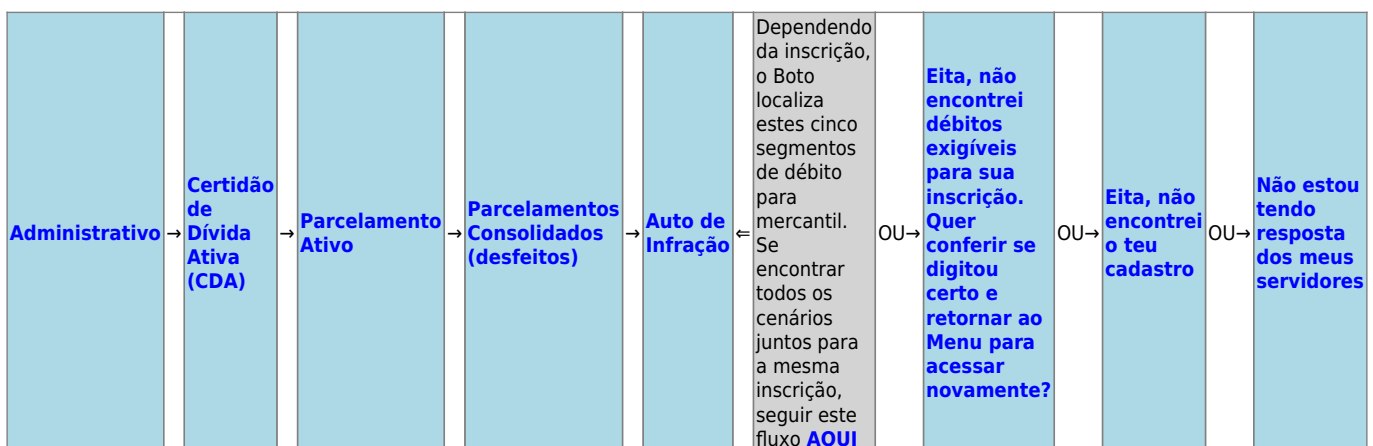 Administrativo
→
Certidão
de
Dívida
Ativa
(CDA)
→
Parcelamento
Ativo
→
Parcelamentos
Consolidados
(desfeitos)
→
Auto de
Infração
⇐
Dependendo
da inscrição,
o Boto
localiza
estes cinco
segmentos
de débito
para
mercantil.
Se
encontrar
todos os
cenários
juntos para
a mesma
inscrição,
seguir este
fluxo AQUI
OU→
Eita, não
encontrei
débitos
exigíveis
para sua
inscrição.
Quer
conferir se
digitou
certo e
retornar ao
Menu para
acessar
novamente?
OU→
Eita, não
encontrei
o teu
cadastro
OU→
Não estou
tendo
resposta
dos meus
servidores